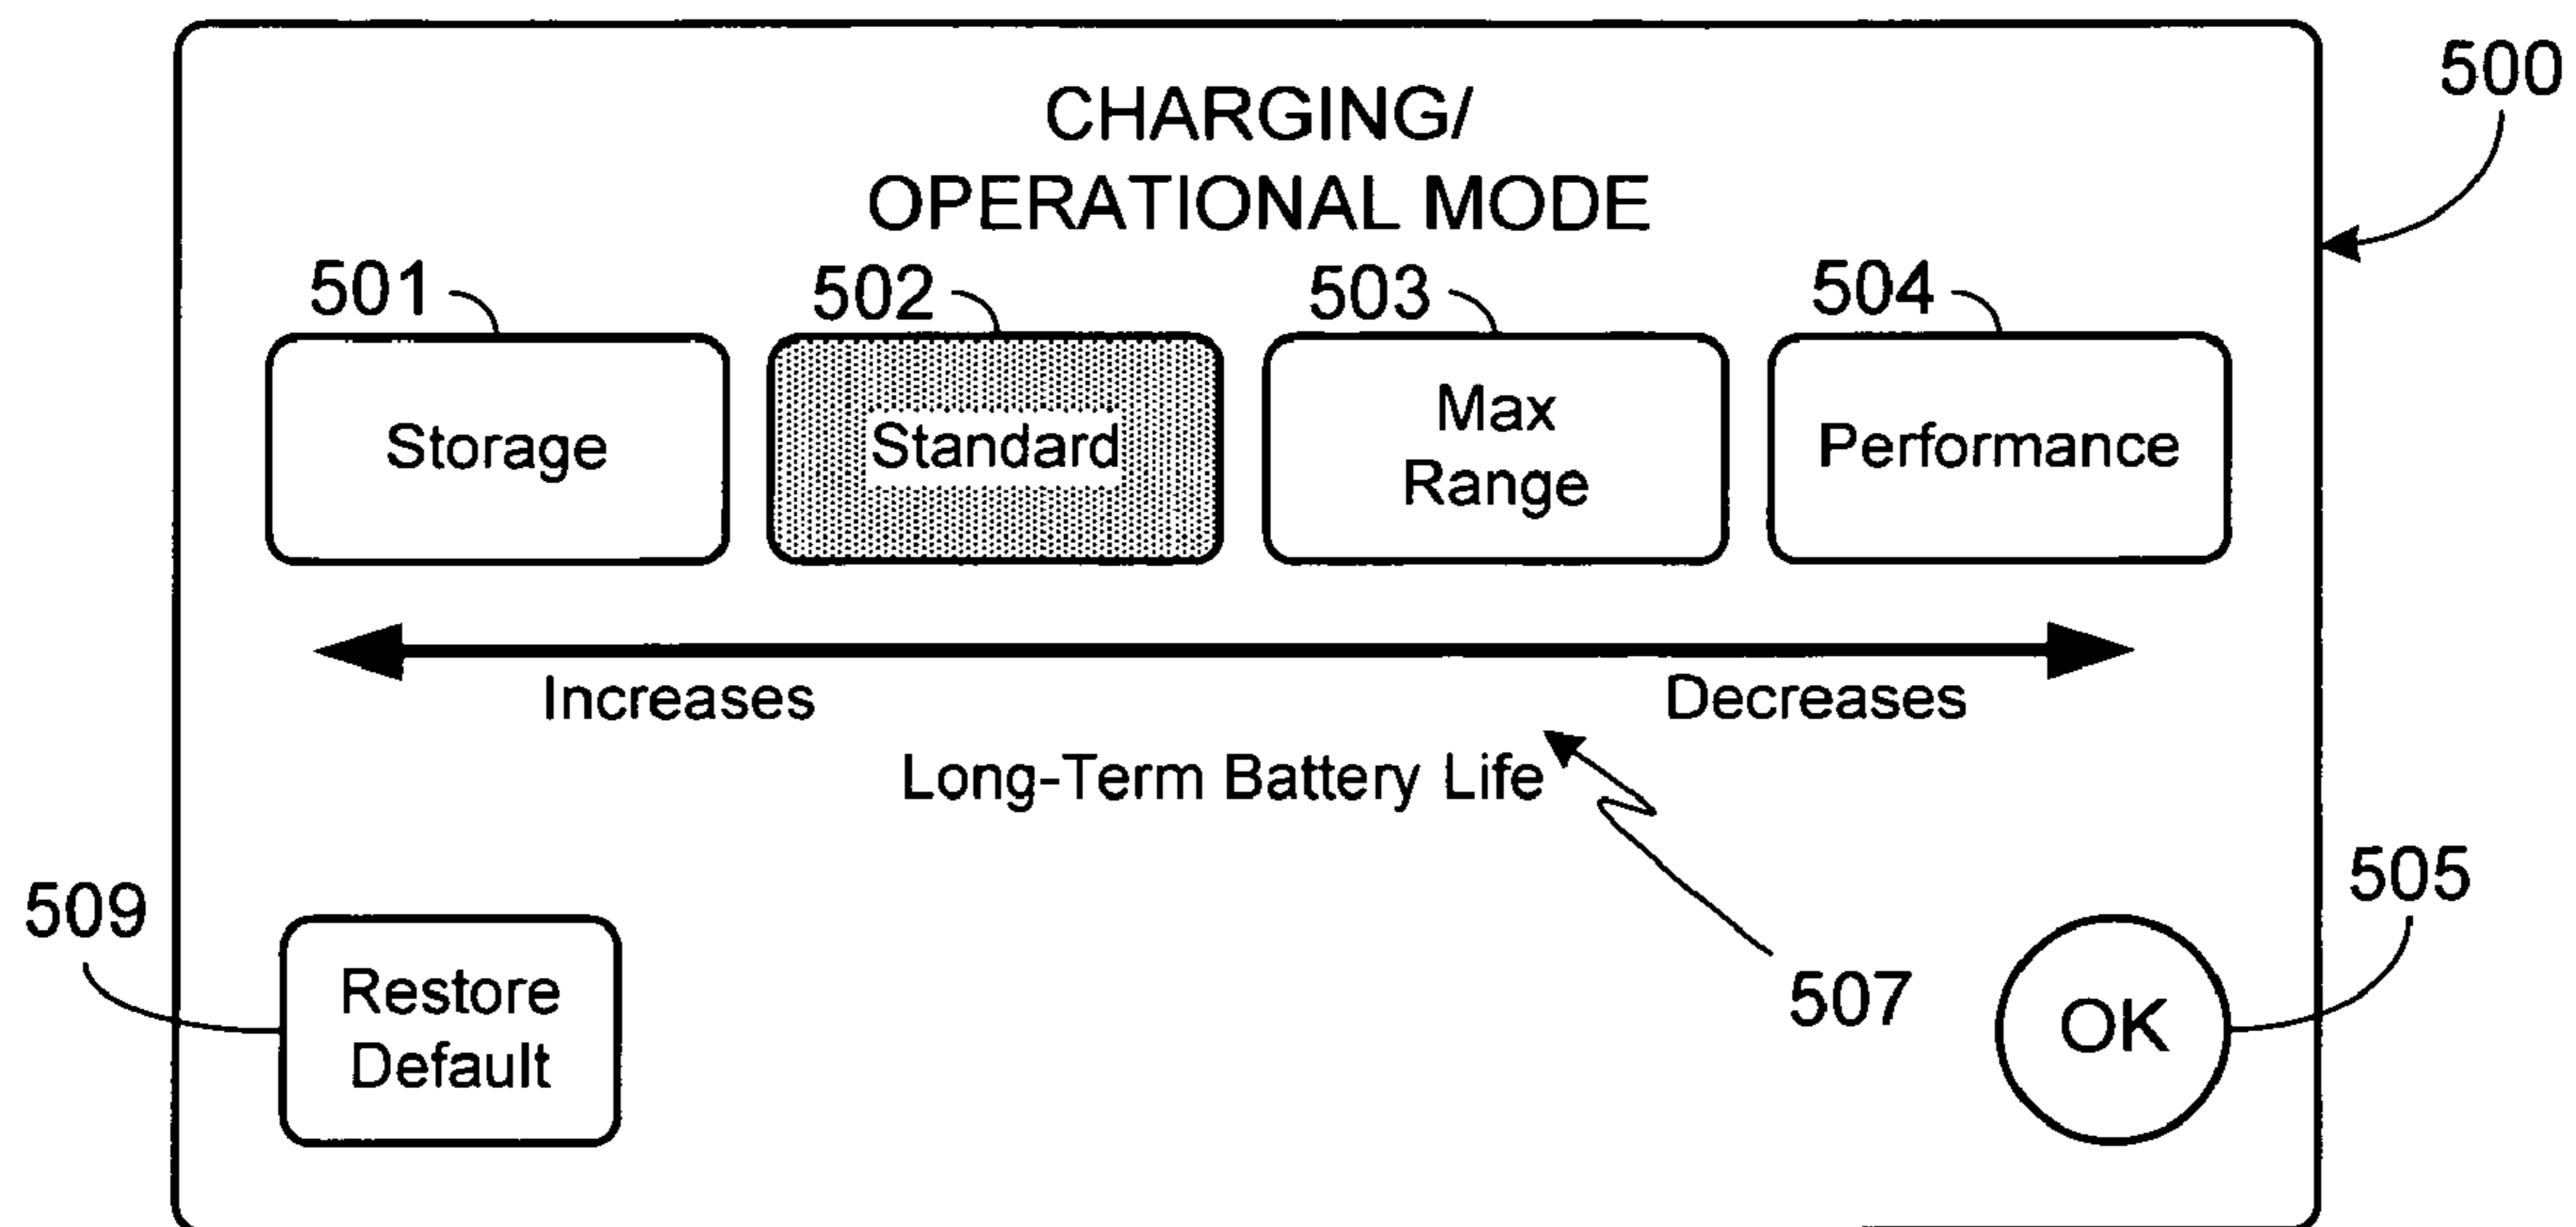 CHARGING/
OPERATIONAL MODE
500
501
502
503
504
Storage
Standard
Max
Range
Performance
Increases
Decreases
Long-Term Battery Life
507
509
Restore
Default
505
OK